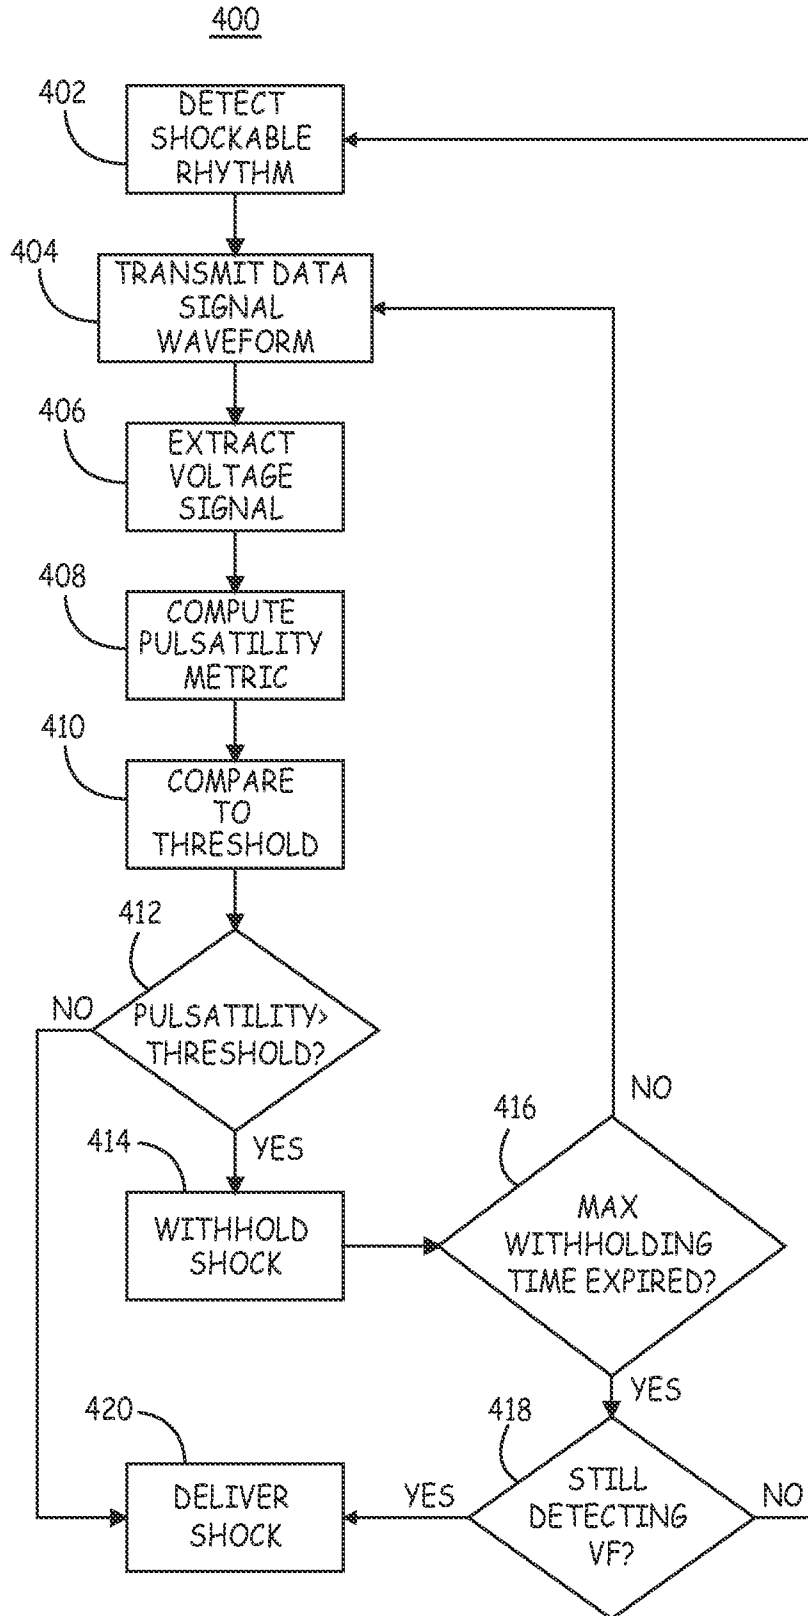 400
402
DETECT
SHOCKABLE
RHYTHM
404
TRANSMIT DATA
SIGNAL
WAVEFORM
406
EXTRACT
VOLTAGE
SIGNAL
408
COMPUTE
PULSATILITY
METRIC
410
COMPARE
TO
THRESHOLD
412
NO
PULSATILITY>
THRESHOLD?
YES
414
WITHHOLD
SHOCK
416
NO
MAX
WITHHOLDING
TIME EXPIRED?
YES
418
STILL
DETECTING
VF?
YES
NO
420
DELIVER
SHOCK